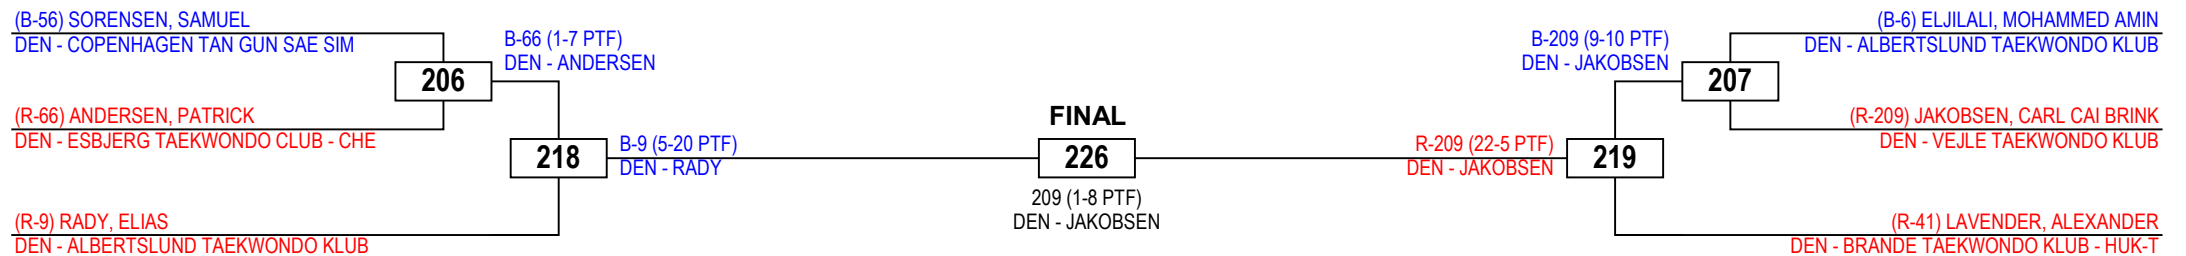 (B-56) SORENSEN, SAMUEL
DEN - COPENHAGEN TAN GUN SAE SIM
B-66 (1-7 PTF)
DEN - ANDERSEN
206
(R-66) ANDERSEN, PATRICK
DEN - ESBJERG TAEKWONDO CLUB - CHE
218
B-9 (5-20 PTF)
DEN - RADY
(R-9) RADY, ELIAS
DEN - ALBERTSLUND TAEKWONDO KLUB
FINAL
226
209 (1-8 PTF)
DEN - JAKOBSEN
(B-6) ELJILALI, MOHAMMED AMIN
DEN - ALBERTSLUND TAEKWONDO KLUB
B-209 (9-10 PTF)
DEN - JAKOBSEN
207
(R-209) JAKOBSEN, CARL CAI BRINK
DEN - VEJLE TAEKWONDO KLUB
R-209 (22-5 PTF)
DEN - JAKOBSEN
219
(R-41) LAVENDER, ALEXANDER
DEN - BRANDE TAEKWONDO KLUB - HUK-T